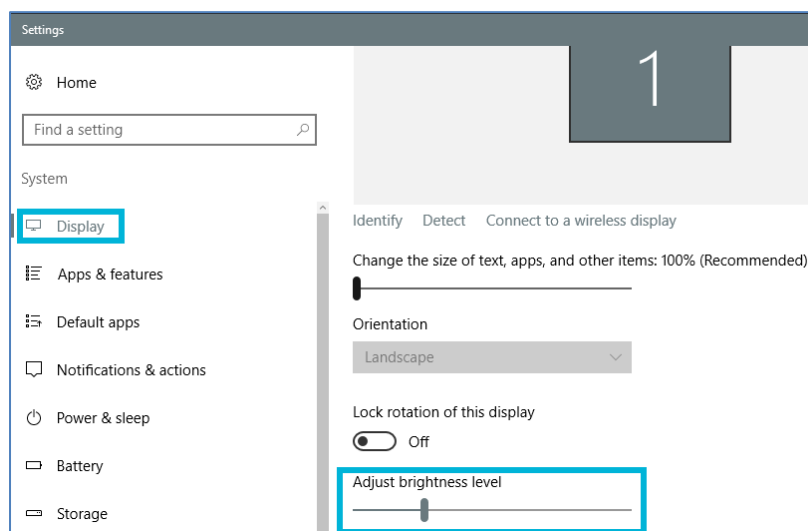 Settings
Home
Find a setting
System
Display
Apps & features
Default apps
Notifications & actions
Power & sleep
Battery
Storage
1
Identify Detect Connect to a wireless display
Change the size of text, apps, and other items: 100% (Recommended)
Orientation
Landscape
Lock rotation of this display
Off
Adjust brightness level